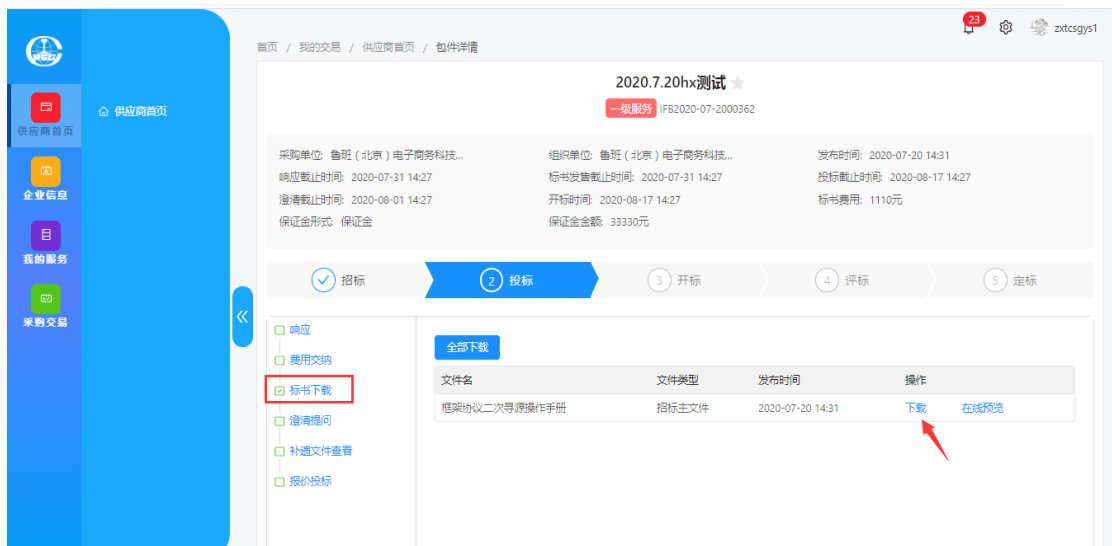 23
zxtcsgys1
首页 / 我的交易 / 供应商首页 / 包件详情
CREC
供应商首页
供应商首页
企业信息
我的服务
采购交易
2020.7.20hx测试
一级服务 IFB2020-07-2000362
采购单位: 鲁班（北京）电子商务科技... 组织单位: 鲁班（北京）电子商务科技... 发布时间: 2020-07-20 14:31
响应截止时间: 2020-07-31 14:27 标书发售截止时间: 2020-07-31 14:27 投标截止时间: 2020-08-17 14:27
澄清截止时间: 2020-08-01 14:27 开标时间: 2020-08-17 14:27 标书费用: 1110元
保证金形式: 保证金 保证金金额: 33330元
招标 2 投标 3 开标 4 评标 5 定标
响应
费用交纳
标书下载
澄清提问
补遗文件查看
报价投标
全部下载
文件名 文件类型 发布时间 操作
框架协议二次寻源操作手册 招标主文件 2020-07-20 14:31 下载 在线预览